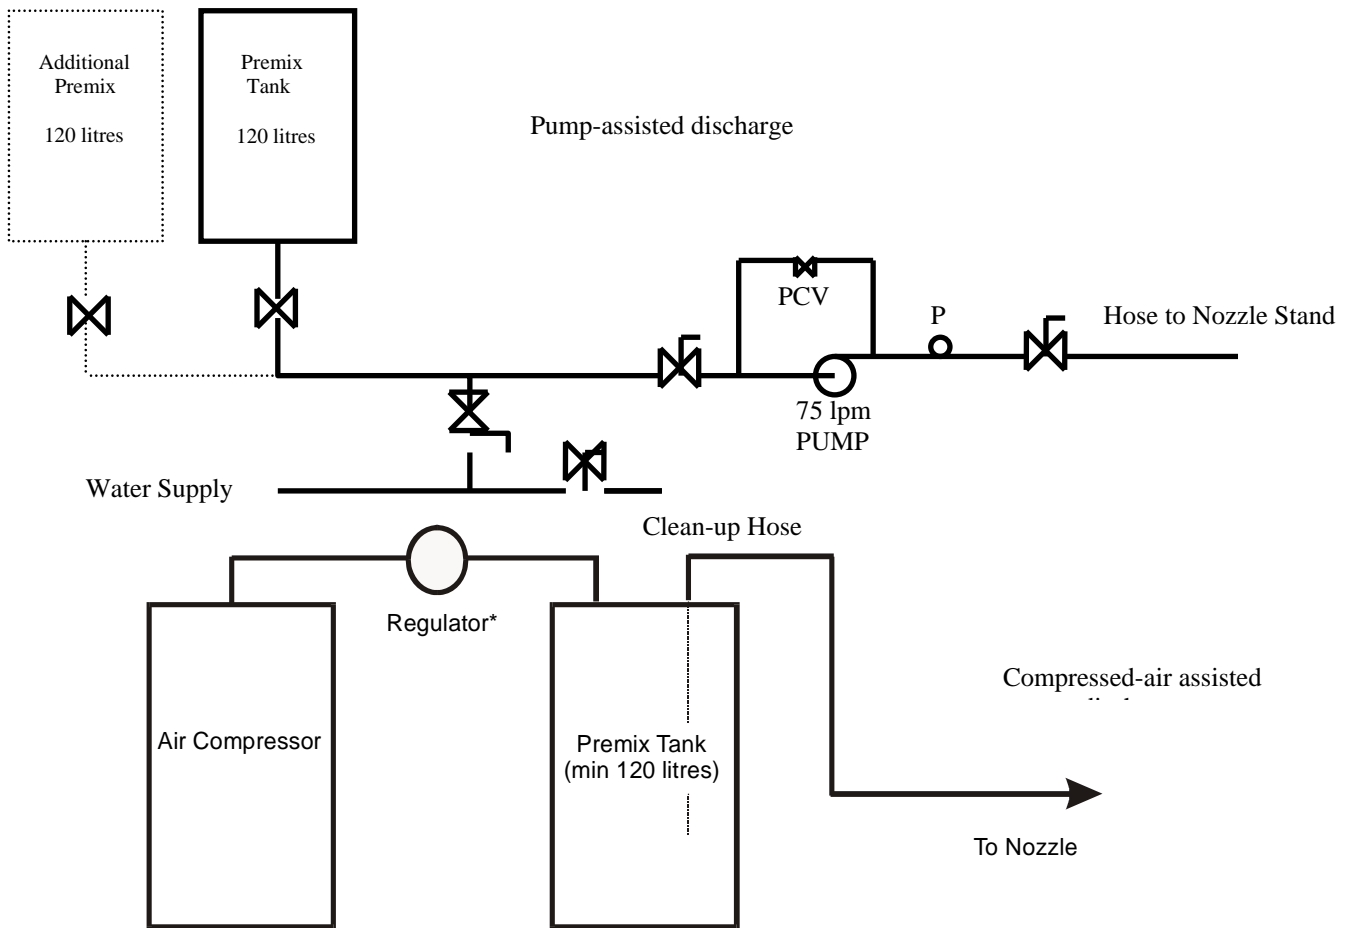 Additional
Premix
120 litres
Premix
Tank
120 litres
Pump-assisted discharge
PCV
P
Hose to Nozzle Stand
75 lpm
PUMP
Water Supply
Clean-up Hose
Regulator*
Air Compressor
Premix Tank
(min 120 litres)
Compressed-air assisted
To Nozzle